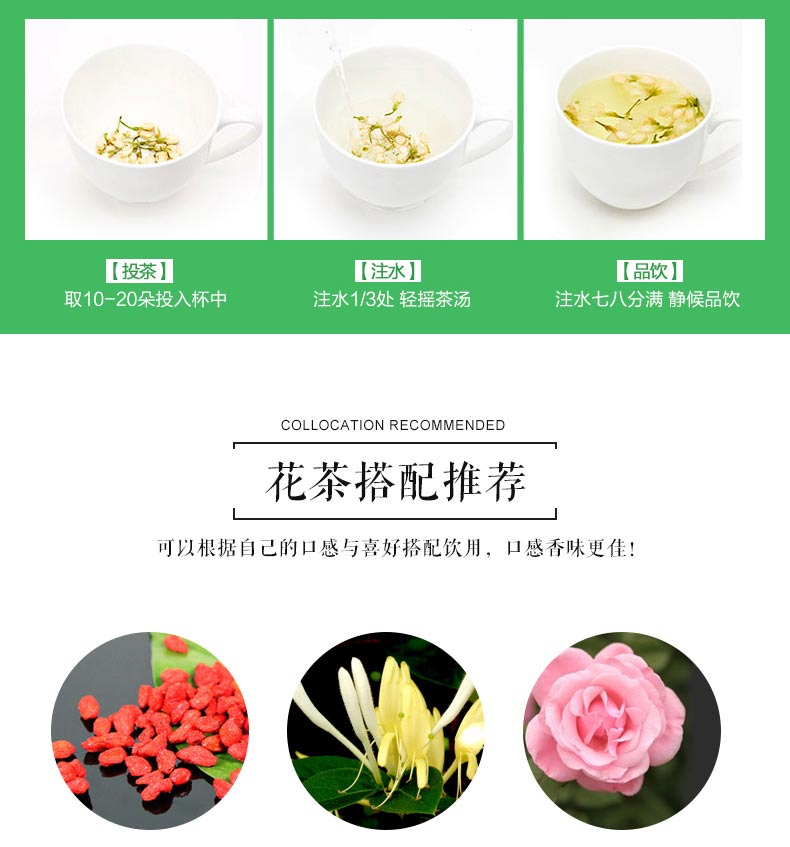 【投茶】
取10-20朵投入杯中
【注水】
注水1/3处 轻摇茶汤
【品饮】
注水七八分满 静候品饮
COLLOCATION RECOMMENDED
花茶搭配推荐
可以根据自己的口感与喜好搭配饮用，口感香味更佳！